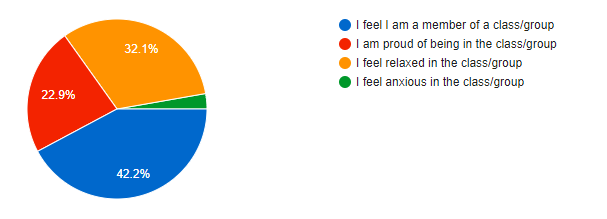 32.1%
22.9%
42.2%
I feel I am a member of a class/group
I am proud of being in the class/group
I feel relaxed in the class/group
I feel anxious in the class/group